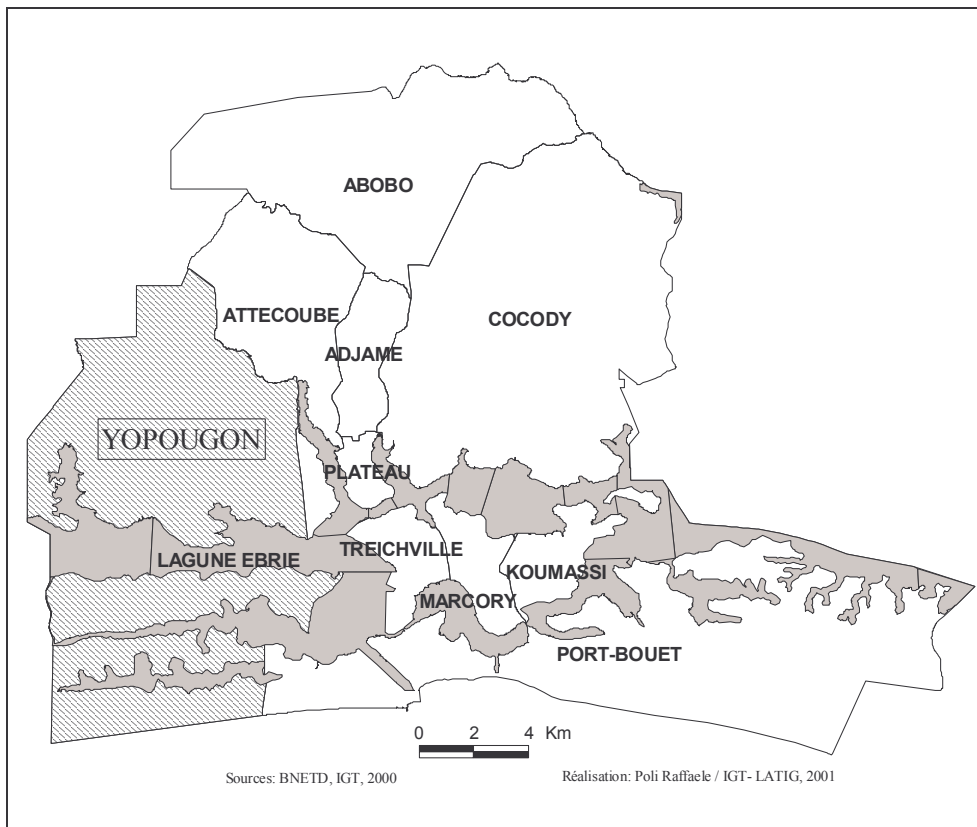 ABOBO
ATTECOUBE
COCODY
ADJAME
YOPOUGON
PLATEAU
TREICHVILLE
LAGUNE EBRIE
KOUMASSI
MARCORY
PORT-BOUET
0 2 4 Km
Sources: BNETD, IGT, 2000
Réalisation: Poli Raffaele / IGT- LATIG, 2001